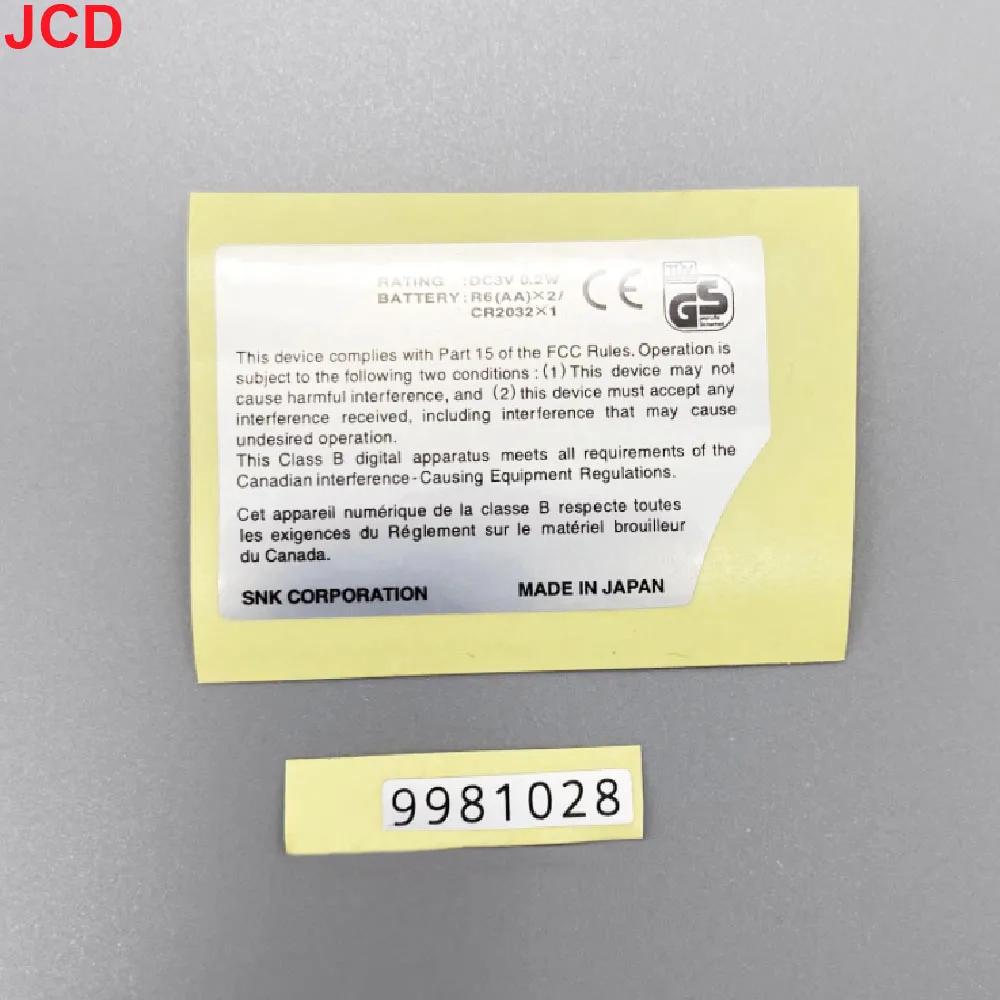 JCD
RATING :DC3V 0.2W
BATTERY:R6(AA)×2/
CR2032×1
CE
GS
This device complies with Part 15 of the FCC Rules. Operation is
subject to the following two conditions : (1) This device may not
cause harmful interference, and (2) this device must accept any
interference received, including interference that may cause
undesired operation.
This Class B digital apparatus meets all requirements of the
Canadian interference-Causing Equipment Regulations.
Cet appareil numérique de la classe B respecte toutes
les exigences du Réglement sur le matériel brouilleur
du Canada.
SNK CORPORATION MADE IN JAPAN
9981028